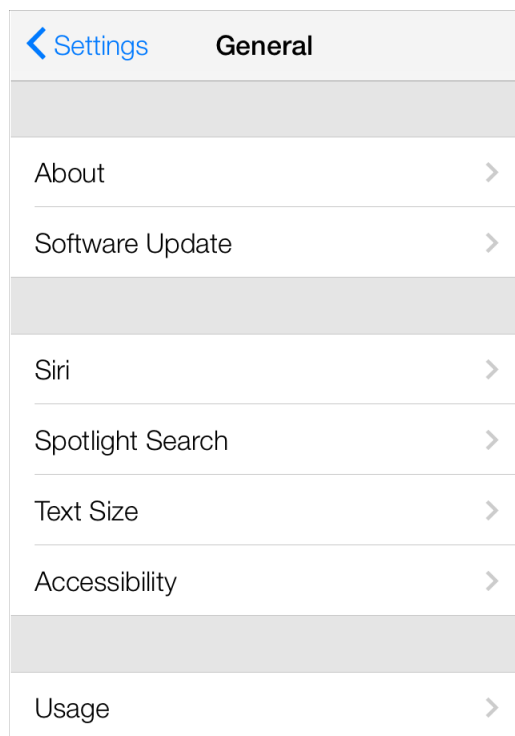 Settings General
About
Software Update
Siri
Spotlight Search
Text Size
Accessibility
Usage